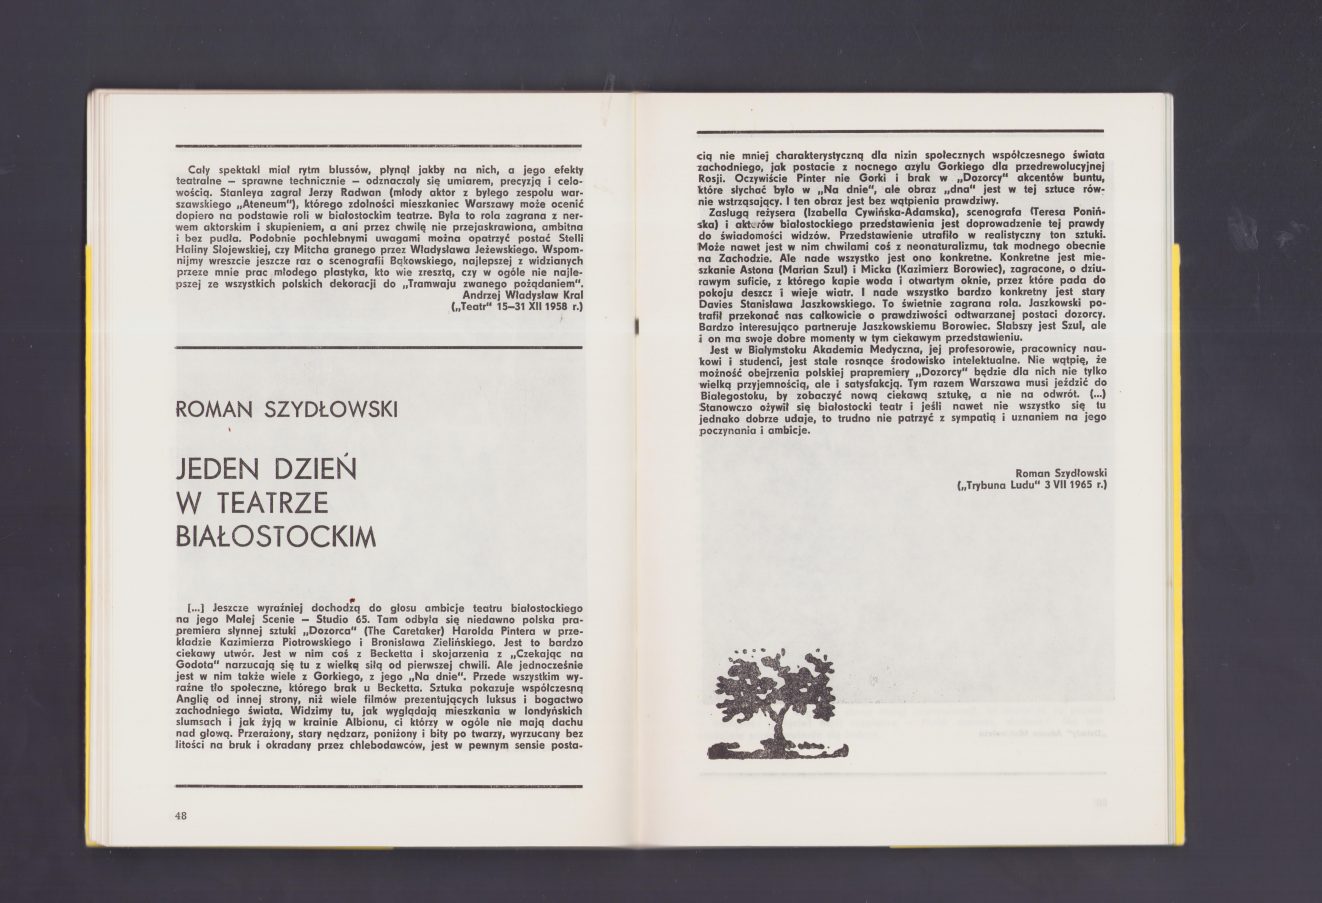 Cały spektakl miał rytm blussów, płynął jakby na nich, a jego efekty
teatralne — sprawne technicznie — odznaczały się umiarem, precyzją i celo-
wością. Stanleya zagrał Jerzy Radwan (młody aktor z byłego zespołu war-
szawskiego „Ateneum"), którego zdolności mieszkaniec Warszawy może ocenić
dopiero na podstawie roli w białostockim teatrze. Była to rola zagrana z ner-
wem aktorskim i skupieniem, a ani przez chwilę nie przejaskrawiona, ambitna
i bez pudła. Podobnie pochlebnymi uwagami można opatrzyć postać Stelli
Haliny Słojewskiej, czy Mitcha granego przez Władysława Jeżewskiego. Wspom-
nijmy wreszcie jeszcze raz o scenografii Bąkowskiego, najlepszej z widzianych
przeze mnie prac młodego plastyka, kto wie zresztą, czy w ogóle nie najle-
pszej ze wszystkich polskich dekoracji do „Tramwaju zwanego pożądaniem".
Andrzej Władysław Kral
(„Teatr" 15—31 XII 1958 r.)
ROMAN SZYDŁOWSKI
JEDEN DZIEŃ
W TEATRZE
BIAŁOSTOCKIM
[...] Jeszcze wyraźniej dochodzą do głosu ambicje teatru białostockiego
na jego Małej Scenie — Studio 65. Tam odbyła się niedawno polska pra-
premiera słynnej sztuki „Dozorca" (The Caretaker) Harolda Pintera w prze-
kładzie Kazimierza Piotrowskiego i Bronisława Zielińskiego. Jest to bardzo
ciekawy utwór. Jest w nim coś z Becketta i skojarzenia z „Czekając na
Godota" narzucają się tu z wielką siłą od pierwszej chwili. Ale jednocześnie
jest w nim także wiele z Gorkiego, z jego „Na dnie". Przede wszystkim wy-
raźne tło społeczne, którego brak u Becketta. Sztuka pokazuje współczesną
Anglię od innej strony, niż wiele filmów prezentujących luksus i bogactwo
zachodniego świata. Widzimy tu, jak wyglądają mieszkania w londyńskich
slumsach i jak żyją w krainie Albionu, ci którzy w ogóle nie mają dachu
nad głową. Przerażony, stary nędzarz, poniżony i bity po twarzy, wyrzucany bez
litości na bruk i okradany przez chlebodawców, jest w pewnym sensie posta-
48
cią nie mniej charakterystyczną dla nizin społecznych współczesnego świata
zachodniego, jak postacie z nocnego azylu Gorkiego dla przedrewolucyjnej
Rosji. Oczywiście Pinter nie Gorki i brak w „Dozorcy" akcentów buntu,
które słychać było w „Na dnie", ale obraz „dna" jest w tej sztuce rów-
nie wstrząsający. I ten obraz jest bez wątpienia prawdziwy.
Zasługą reżysera (Izabella Cywińska-Adamska), scenografa (Teresa Poniń-
ska) i aktorów białostockiego przedstawienia jest doprowadzenie tej prawdy
do świadomości widzów. Przedstawienie utrafiło w realistyczny ton sztuki.
Może nawet jest w nim chwilami coś z neonaturalizmu, tak modnego obecnie
na Zachodzie. Ale nade wszystko jest ono konkretne. Konkretne jest mie-
szkanie Astona (Marian Szul) i Micka (Kazimierz Borowiec), zagracone, o dziu-
rawym suficie, z którego kapie woda i otwartym oknie, przez które pada do
pokoju deszcz i wieje wiatr. I nade wszystko bardzo konkretny jest stary
Davies Stanisława Jaszkowskiego. To świetnie zagrana rola. Jaszkowski po-
trafił przekonać nas całkowicie o prawdziwości odtwarzanej postaci dozorcy.
Bardzo interesująco partneruje Jaszkowskiemu Borowiec. Słabszy jest Szul, ale
i on ma swoje dobre momenty w tym ciekawym przedstawieniu.
Jest w Białymstoku Akademia Medyczna, jej profesorowie, pracownicy nau-
kowi i studenci, jest stale rosnące środowisko intelektualne. Nie wątpię, że
możność obejrzenia polskiej prapremiery „Dozorcy" będzie dla nich nie tylko
wielką przyjemnością, ale i satysfakcją. Tym razem Warszawa musi jeździć do
Białegostoku, by zobaczyć nową ciekawą sztukę, a nie na odwrót. (...)
Stanowczo ożywił się białostocki teatr i jeśli nawet nie wszystko się tu
jednako dobrze udaje, to trudno nie patrzyć z sympatią i uznaniem na jego
poczynania i ambicje.
Roman Szydłowski
(„Trybuna Ludu" 3 VII 1965 r.)